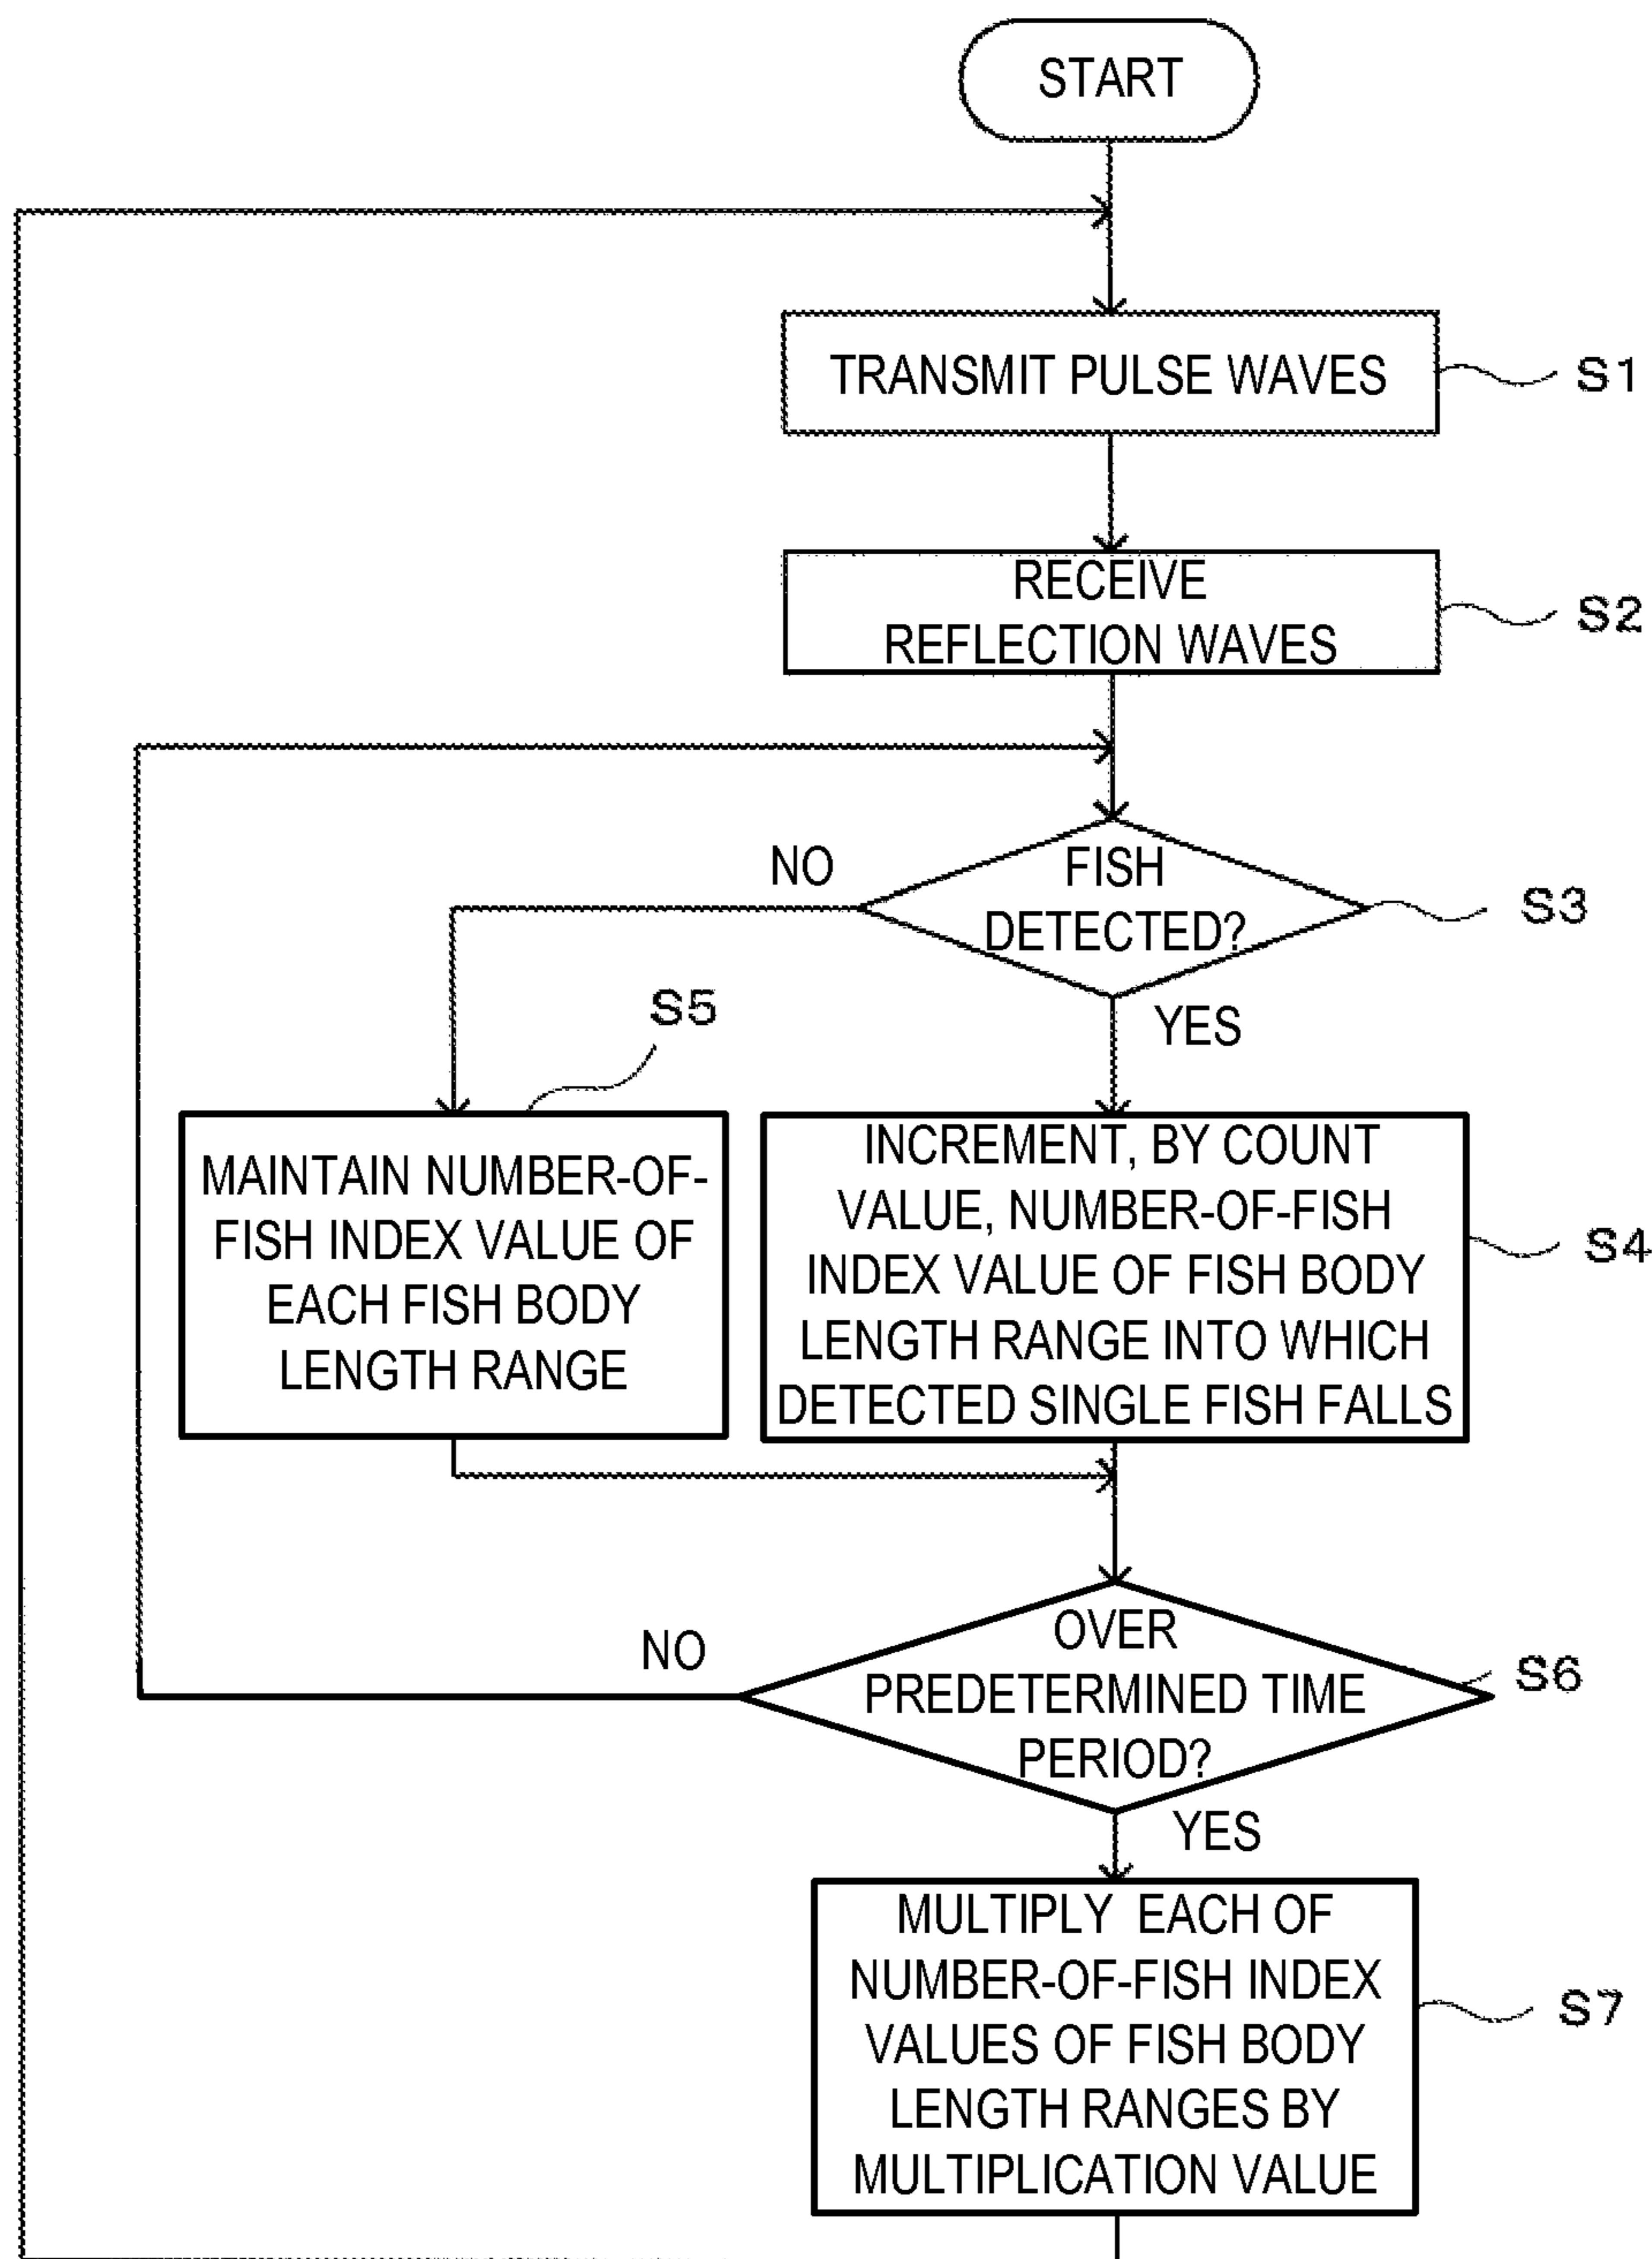 START
TRANSMIT PULSE WAVES
S1
RECEIVE
REFLECTION WAVES
S2
NO
FISH
DETECTED?
S3
YES
S5
MAINTAIN NUMBER-OF-
FISH INDEX VALUE OF
EACH FISH BODY
LENGTH RANGE
INCREMENT, BY COUNT
VALUE, NUMBER-OF-FISH
INDEX VALUE OF FISH BODY
LENGTH RANGE INTO WHICH
DETECTED SINGLE FISH FALLS
S4
NO
OVER
PREDETERMINED TIME
PERIOD?
S6
YES
MULTIPLY EACH OF
NUMBER-OF-FISH INDEX
VALUES OF FISH BODY
LENGTH RANGES BY
MULTIPLICATION VALUE
S7